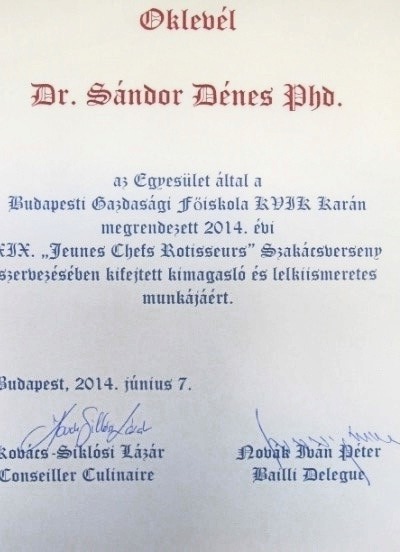 Oklevél
Dr. Sándor Dénes Phd.
az Egyesület által a
Budapesti Gazdasági Főiskola KVIK Karán
megrendezett 2014. évi
XIX. „Jeunes Chefs Rotisseurs” Szakácsverseny
szervezésében kifejtett kimagasló és lelkiismeretes
munkájáért.
Budapest, 2014. június 7.
Kovács-Siklósi Lázár
Novák Iván Péter
Conseiller Culinaire
Bailli Delegue